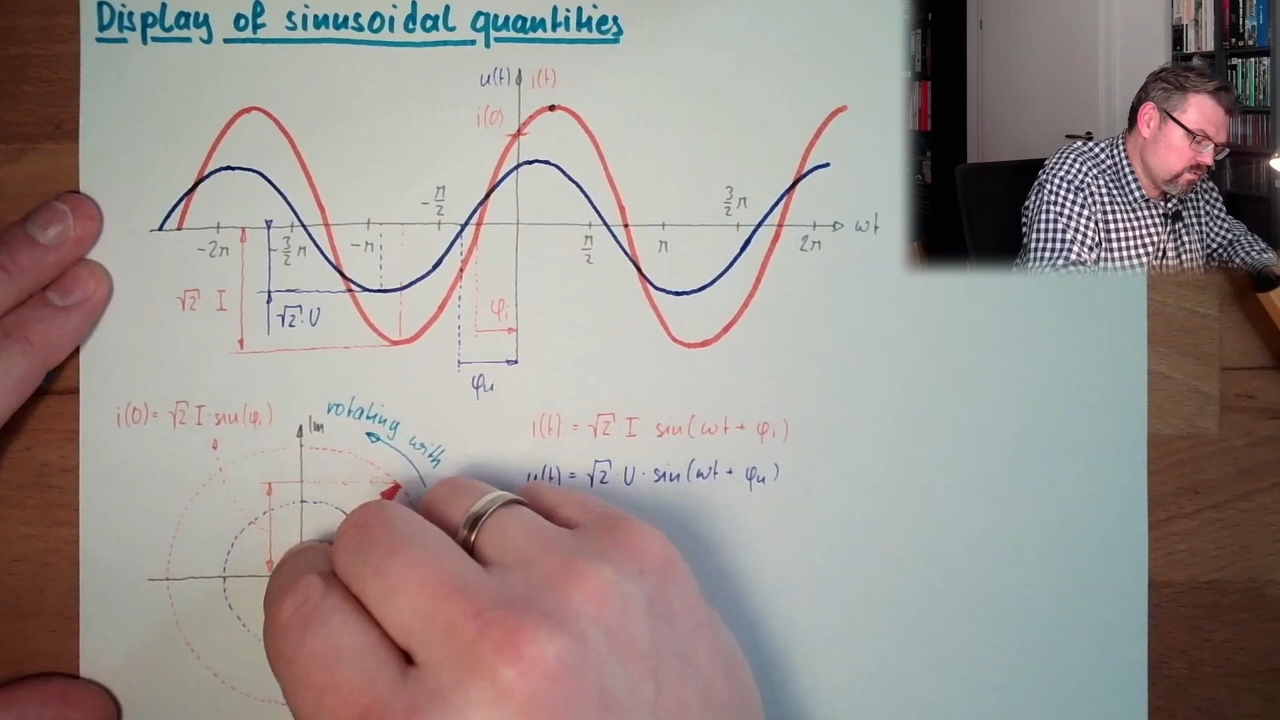 Display of sinusoidal quantities
u(t) i(t)
i(0)
-π/2
3/2 π
ωt
-2π -3/2 π -π π/2 π 2π
√2 · I
√2 · U
φi
φu
i(0) = √2 I · sin(φi)
Im
rotating with
i(t) = √2 I sin(ωt + φi)
u(t) = √2 U · sin(ωt + φu)